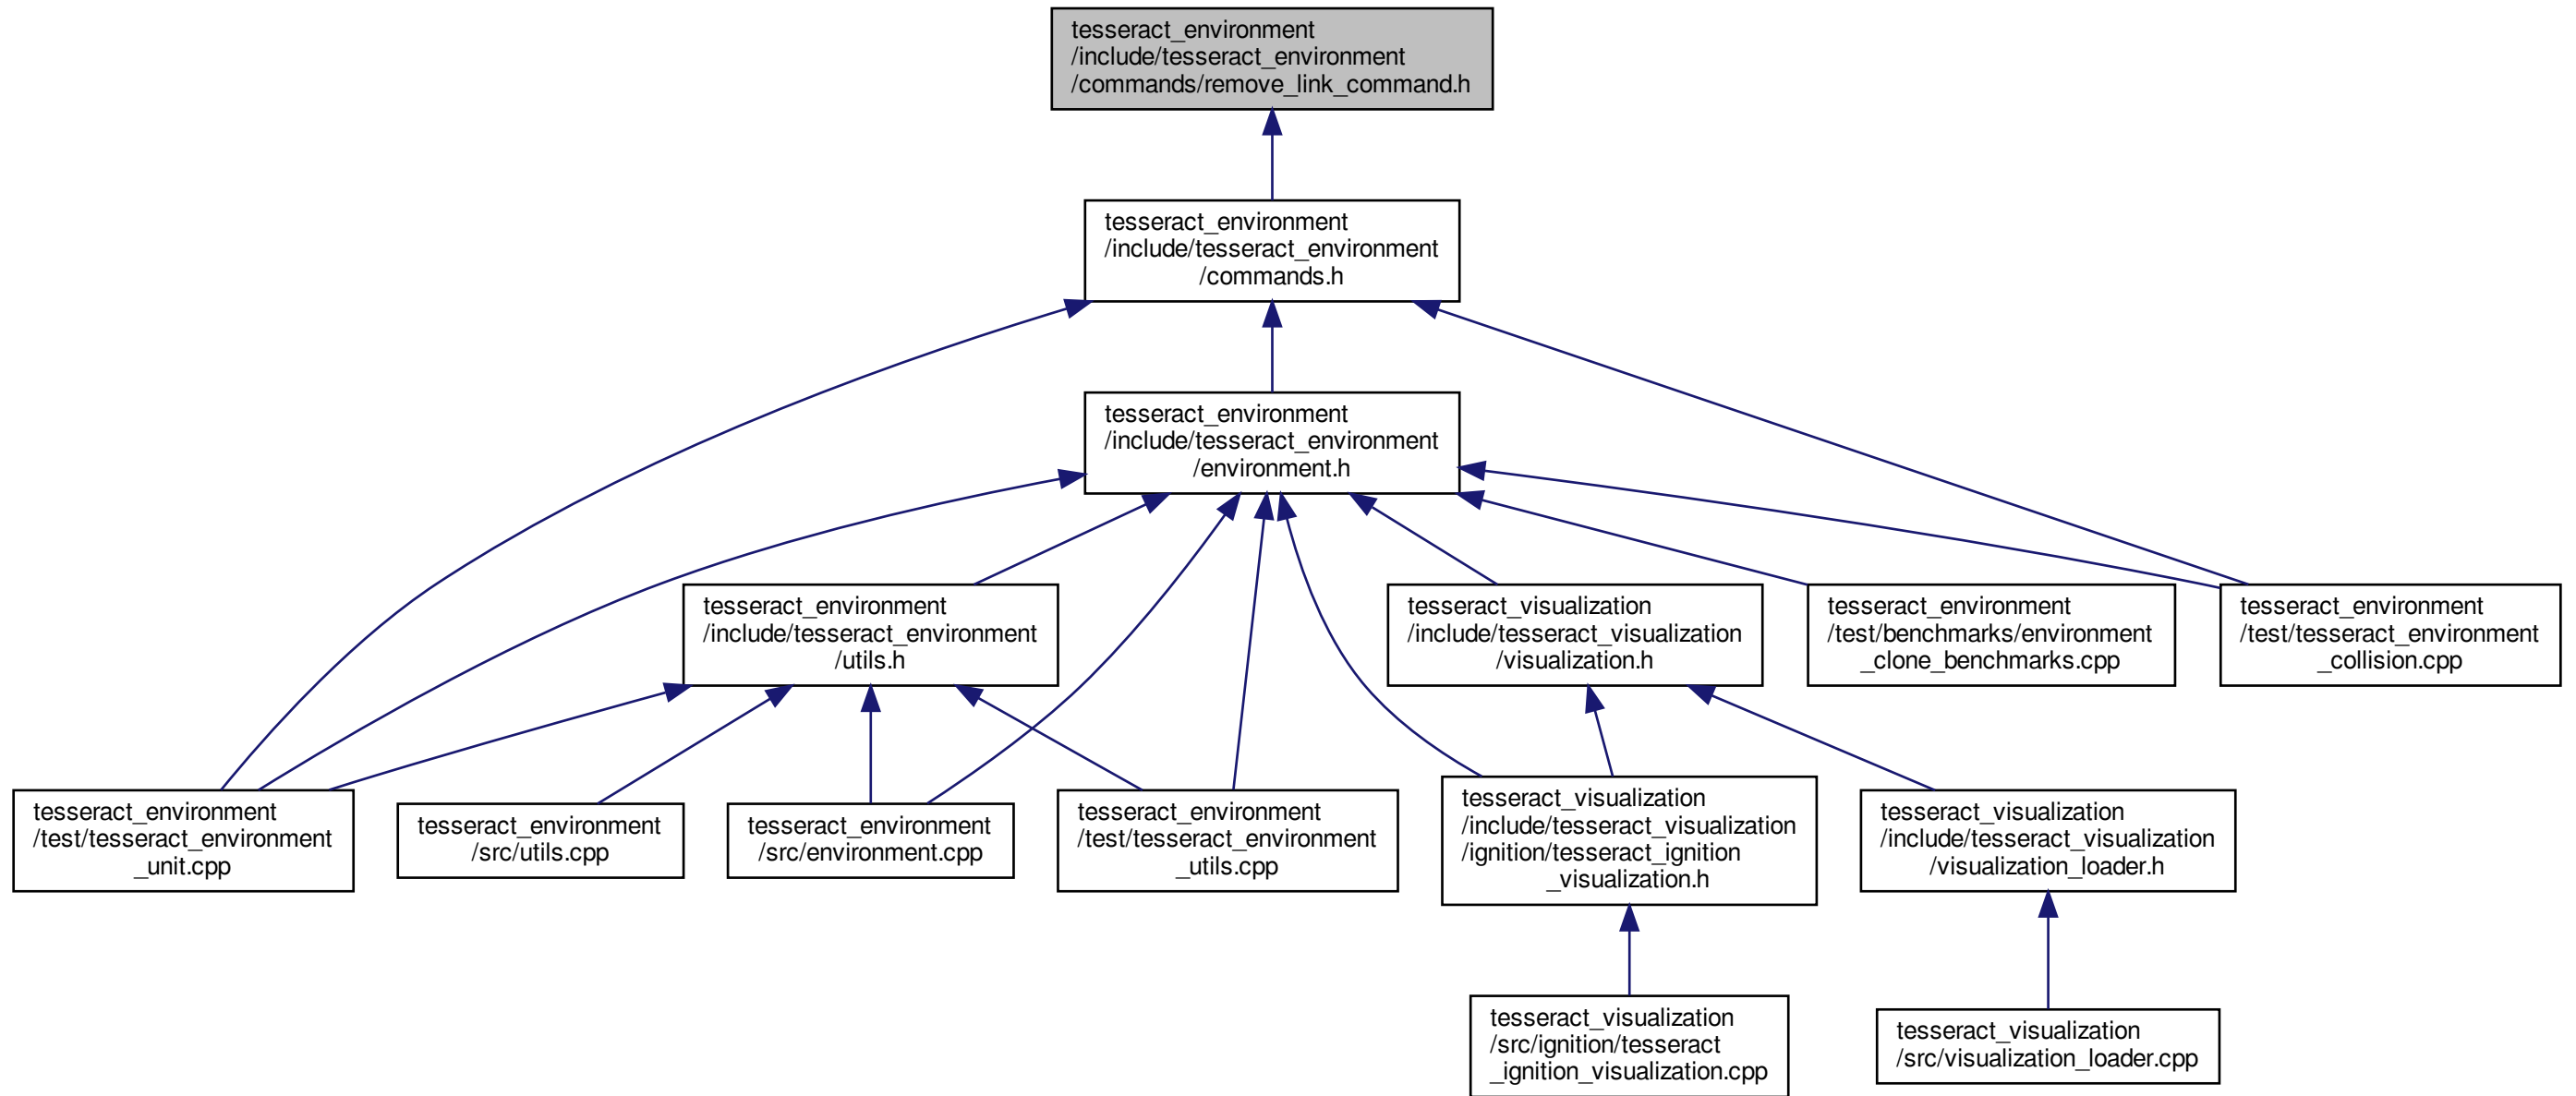 tesseract_environment
/include/tesseract_environment
/commands/remove_link_command.h
tesseract_environment
/include/tesseract_environment
/commands.h
tesseract_environment
/include/tesseract_environment
/environment.h
tesseract_environment
/include/tesseract_environment
/utils.h
tesseract_visualization
/include/tesseract_visualization
/visualization.h
tesseract_environment
/test/benchmarks/environment
_clone_benchmarks.cpp
tesseract_environment
/test/tesseract_environment
_collision.cpp
tesseract_environment
/test/tesseract_environment
_unit.cpp
tesseract_environment
/src/utils.cpp
tesseract_environment
/src/environment.cpp
tesseract_environment
/test/tesseract_environment
_utils.cpp
tesseract_visualization
/include/tesseract_visualization
/ignition/tesseract_ignition
_visualization.h
tesseract_visualization
/include/tesseract_visualization
/visualization_loader.h
tesseract_visualization
/src/ignition/tesseract
_ignition_visualization.cpp
tesseract_visualization
/src/visualization_loader.cpp